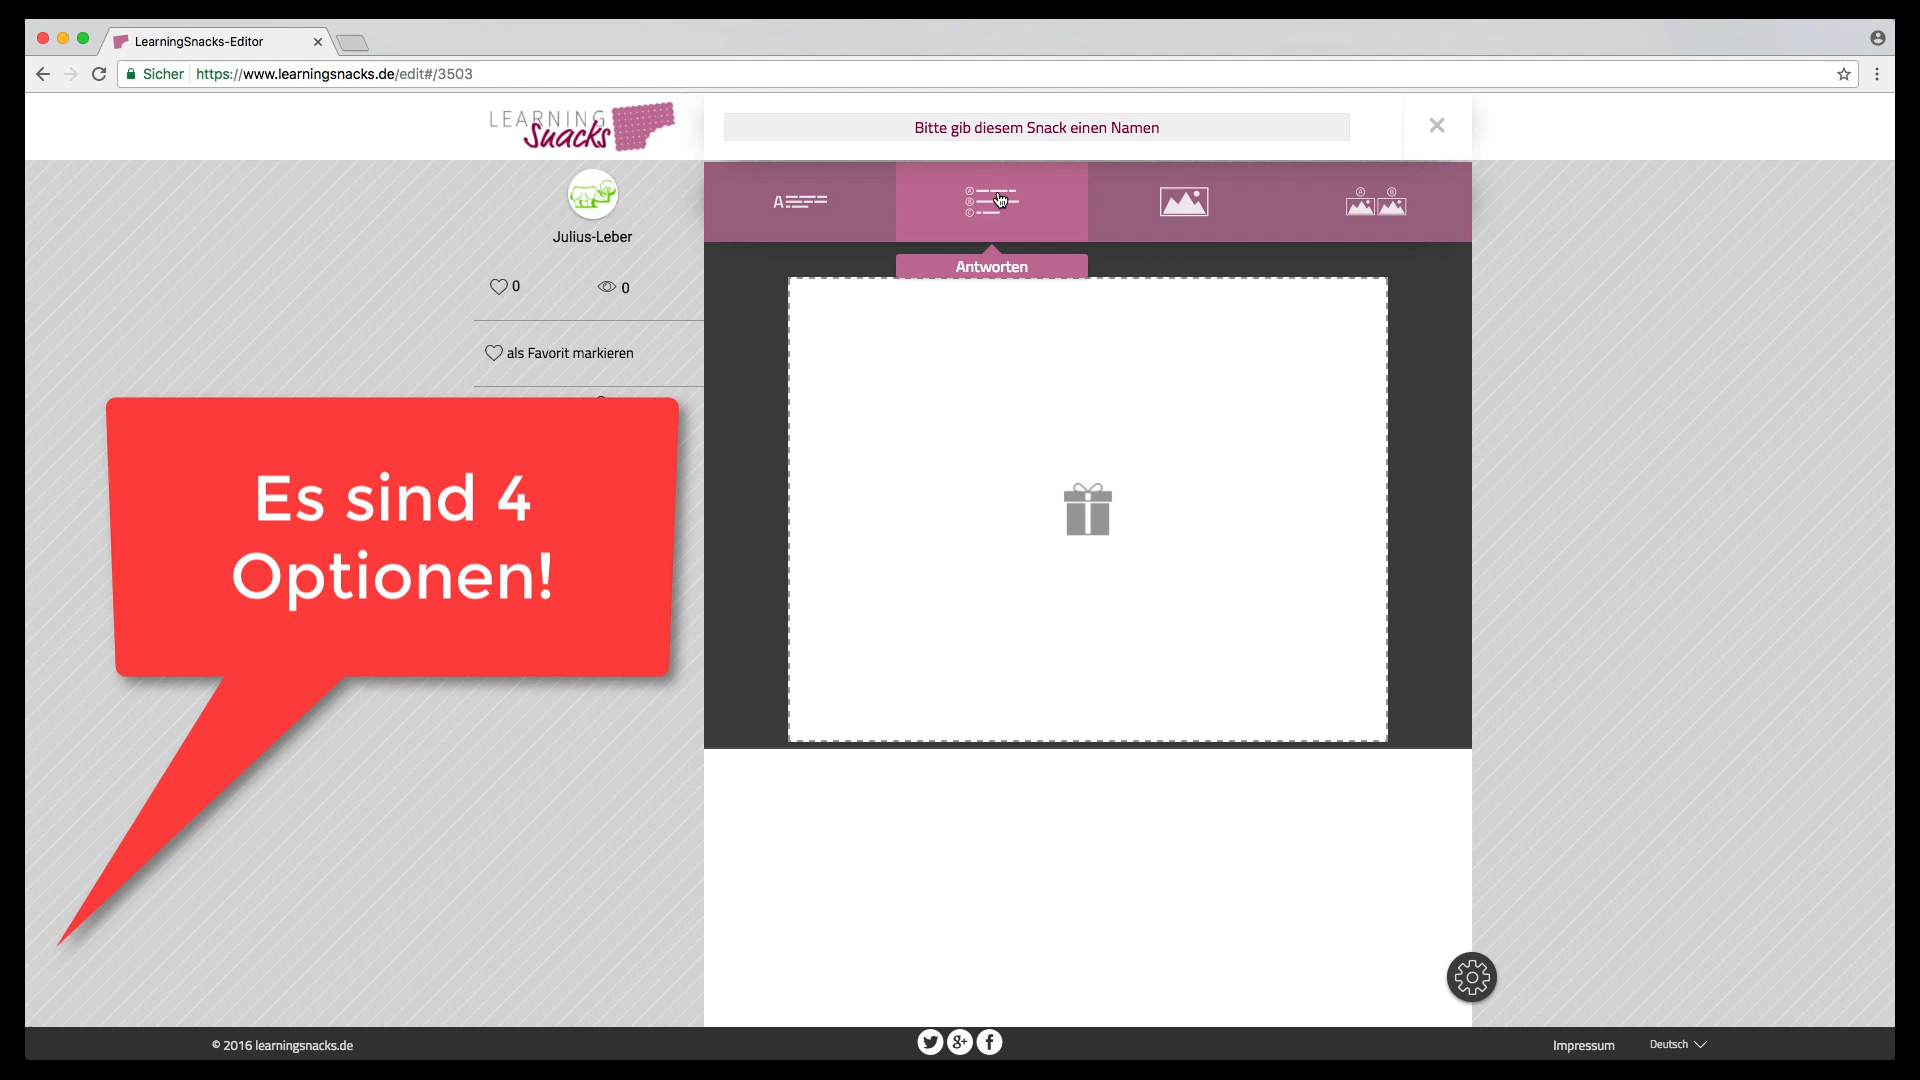 LearningSnacks-Editor
Sicher https://www.learningsnacks.de/edit#/3503
LEARNING
Snacks
Bitte gib diesem Snack einen Namen
A
A
B
C
A B
Julius-Leber
Antworten
0 0
als Favorit markieren
Es sind 4
Optionen!
© 2016 learningsnacks.de
g+ f
Impressum
Deutsch